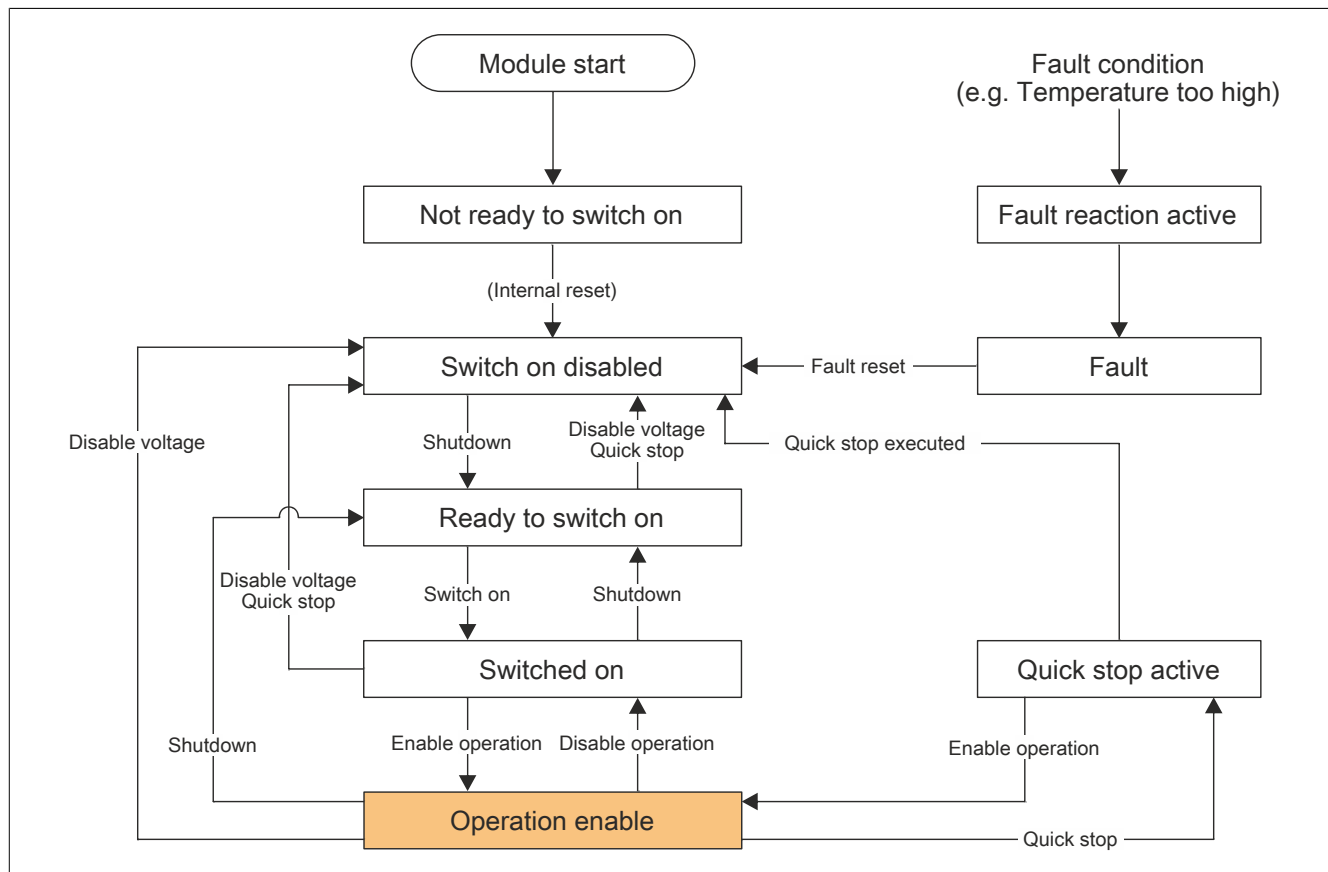 Module start
Fault condition
(e.g. Temperature too high)
Not ready to switch on
Fault reaction active
(Internal reset)
Switch on disabled
Fault reset
Fault
Disable voltage
Shutdown
Disable voltage
Quick stop
Quick stop executed
Ready to switch on
Disable voltage
Quick stop
Switch on
Shutdown
Switched on
Quick stop active
Shutdown
Enable operation
Disable operation
Enable operation
Operation enable
Quick stop